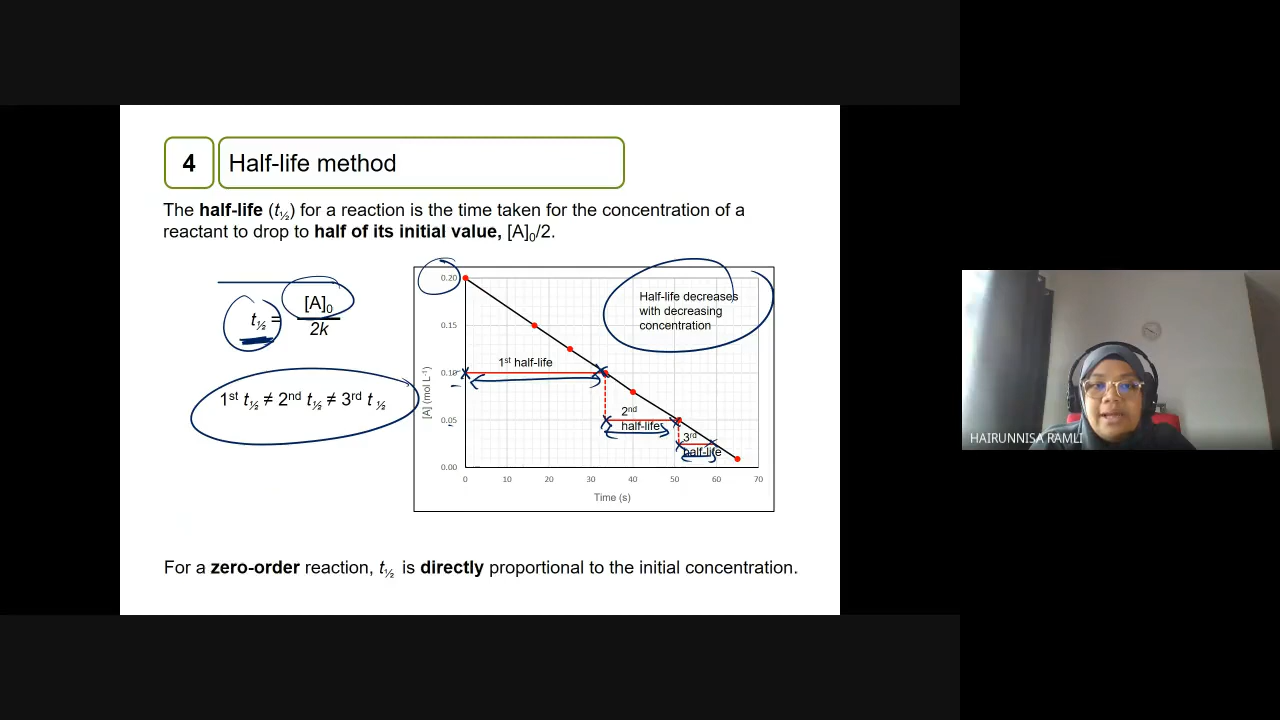 4
Half-life method
The half-life (t½) for a reaction is the time taken for the concentration of a
reactant to drop to half of its initial value, [A]₀/2.
t½ = [A]₀
2k
1st t½ ≠ 2nd t½ ≠ 3rd t½
Half-life decreases
with decreasing
concentration
[A] (mol L⁻¹)
0.20
0.15
0.10
0.05
0.00
1st half-life
2nd
half-life
3rd
half-life
0 10 20 30 40 50 60 70
Time (s)
For a zero-order reaction, t½ is directly proportional to the initial concentration.
HAIRUNNISA RAMLI